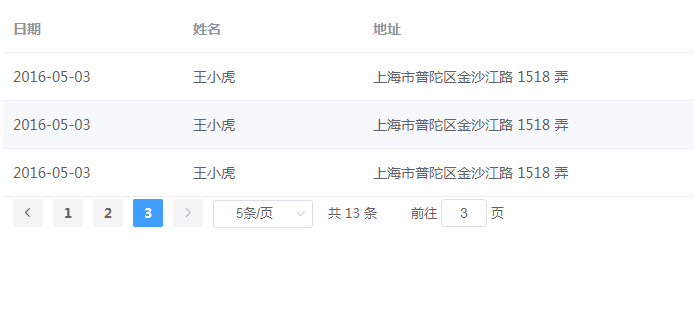 日期 姓名 地址
2016-05-03 王小虎 上海市普陀区金沙江路 1518 弄
2016-05-03 王小虎 上海市普陀区金沙江路 1518 弄
2016-05-03 王小虎 上海市普陀区金沙江路 1518 弄
1 2 3 5条/页 共 13 条 前往 3 页